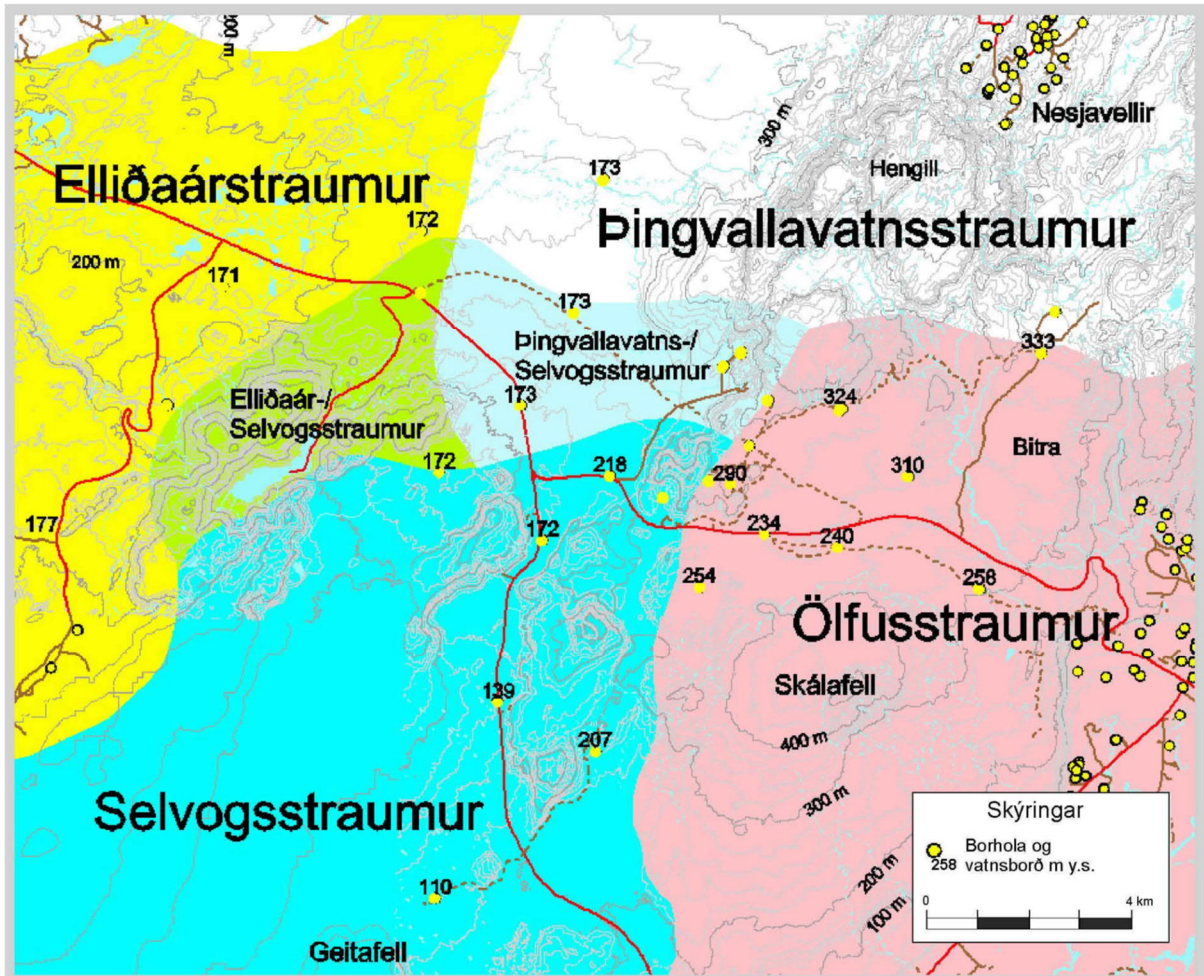 200 m
300 m
Nesjavellir
Hengill
Elliðaárstraumur
173
172
Þingvallavatnsstraumur
200 m
171
173
Þingvallavatns-/
Selvogsstraumur
333
Elliðaár-/
Selvogsstraumur
173
324
Bitra
172
218
290
310
177
172
234
240
254
258
Ölfusstraumur
Skálafell
139
207
400 m
300 m
Selvogsstraumur
200 m
100 m
110
Geitafell
Skýringar
Borhola og
258 vatnsborð m y.s.
0 4 km